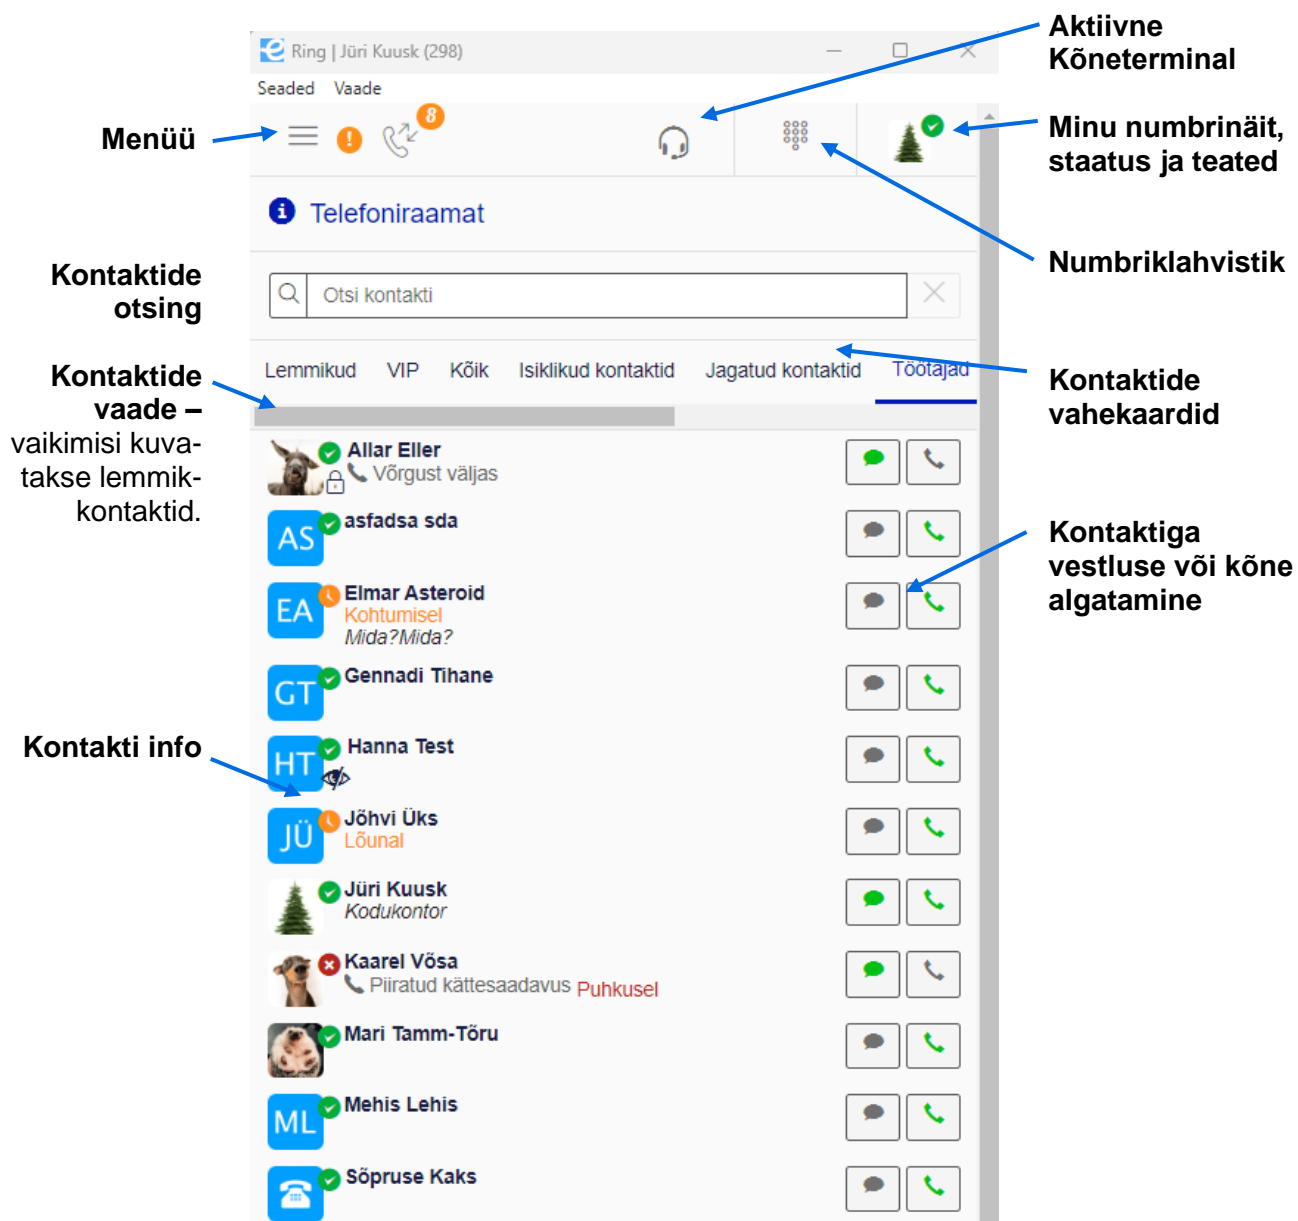 Aktiivne
Kõneterminal
Ring | Jüri Kuusk (298)
Seaded Vaade
8
Menüü
Minu numbrinäit,
staatus ja teated
Telefoniraamat
Numbriklahvistik
Kontaktide
otsing
Otsi kontakti
Lemmikud VIP Kõik Isiklikud kontaktid Jagatud kontaktid Töötajad
Kontaktide
vaade –
vaikimisi kuva-
takse lemmik-
kontaktid.
Kontaktide
vahekaardid
Allar Eller
Võrgust väljas
AS
asfadsa sda
Kontaktiga
vestluse või kõne
algatamine
EA
Elmar Asteroid
Kohtumisel
Mida?Mida?
GT
Gennadi Tihane
Kontakti info
HT
Hanna Test
JÜ
Jõhvi Üks
Lõunal
Jüri Kuusk
Kodukontor
Kaarel Võsa
Piiratud kättesaadavus Puhkusel
Mari Tamm-Tõru
ML
Mehis Lehis
Sõpruse Kaks